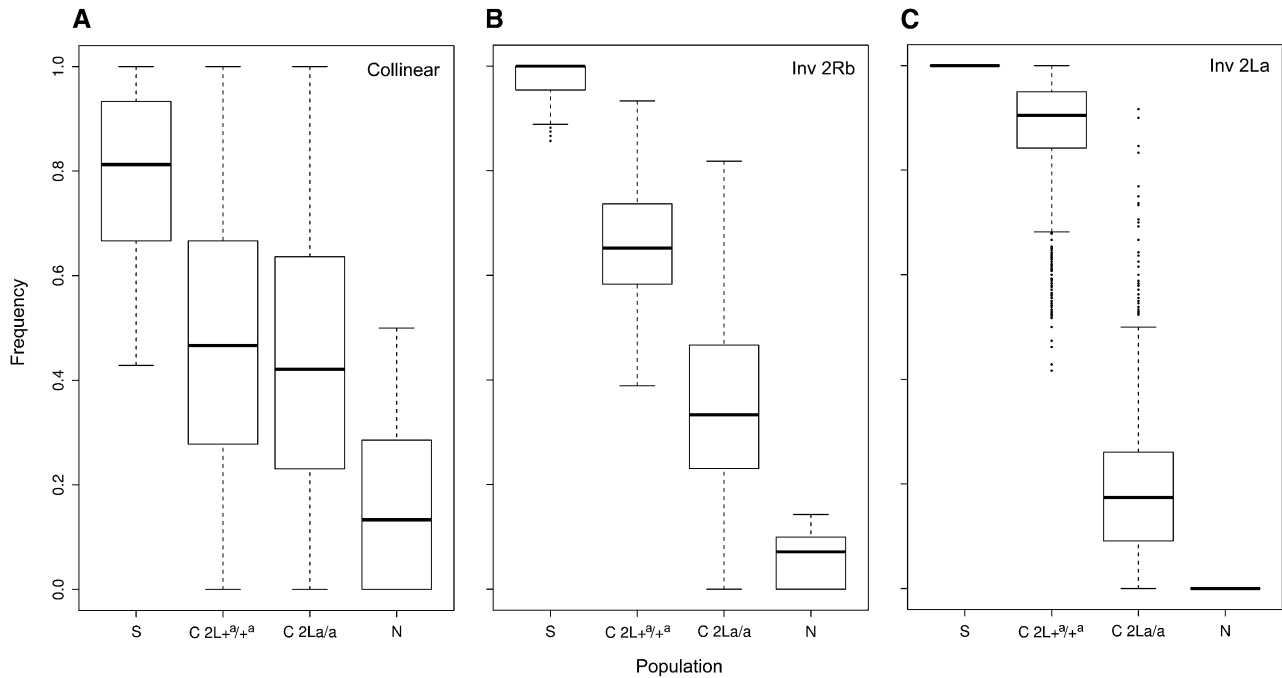 A
B
C
Collinear
Inv 2Rb
Inv 2La
Frequency
1.0
0.8
0.6
0.4
0.2
0.0
S C 2L+ᵃ/+ᵃ C 2La/a N
S C 2L+ᵃ/+ᵃ C 2La/a N
S C 2L+ᵃ/+ᵃ C 2La/a N
Population